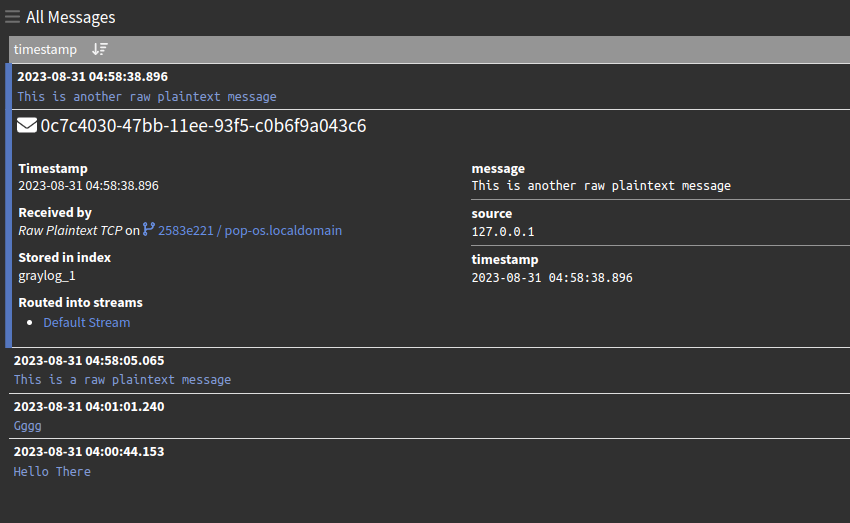 All Messages
timestamp
2023-08-31 04:58:38.896
This is another raw plaintext message
0c7c4030-47bb-11ee-93f5-c0b6f9a043c6
Timestamp
2023-08-31 04:58:38.896
Received by
Raw Plaintext TCP on 2583e221 / pop-os.localdomain
Stored in index
graylog_1
Routed into streams
Default Stream
message
This is another raw plaintext message
source
127.0.0.1
timestamp
2023-08-31 04:58:38.896
2023-08-31 04:58:05.065
This is a raw plaintext message
2023-08-31 04:01:01.240
Gggg
2023-08-31 04:00:44.153
Hello There